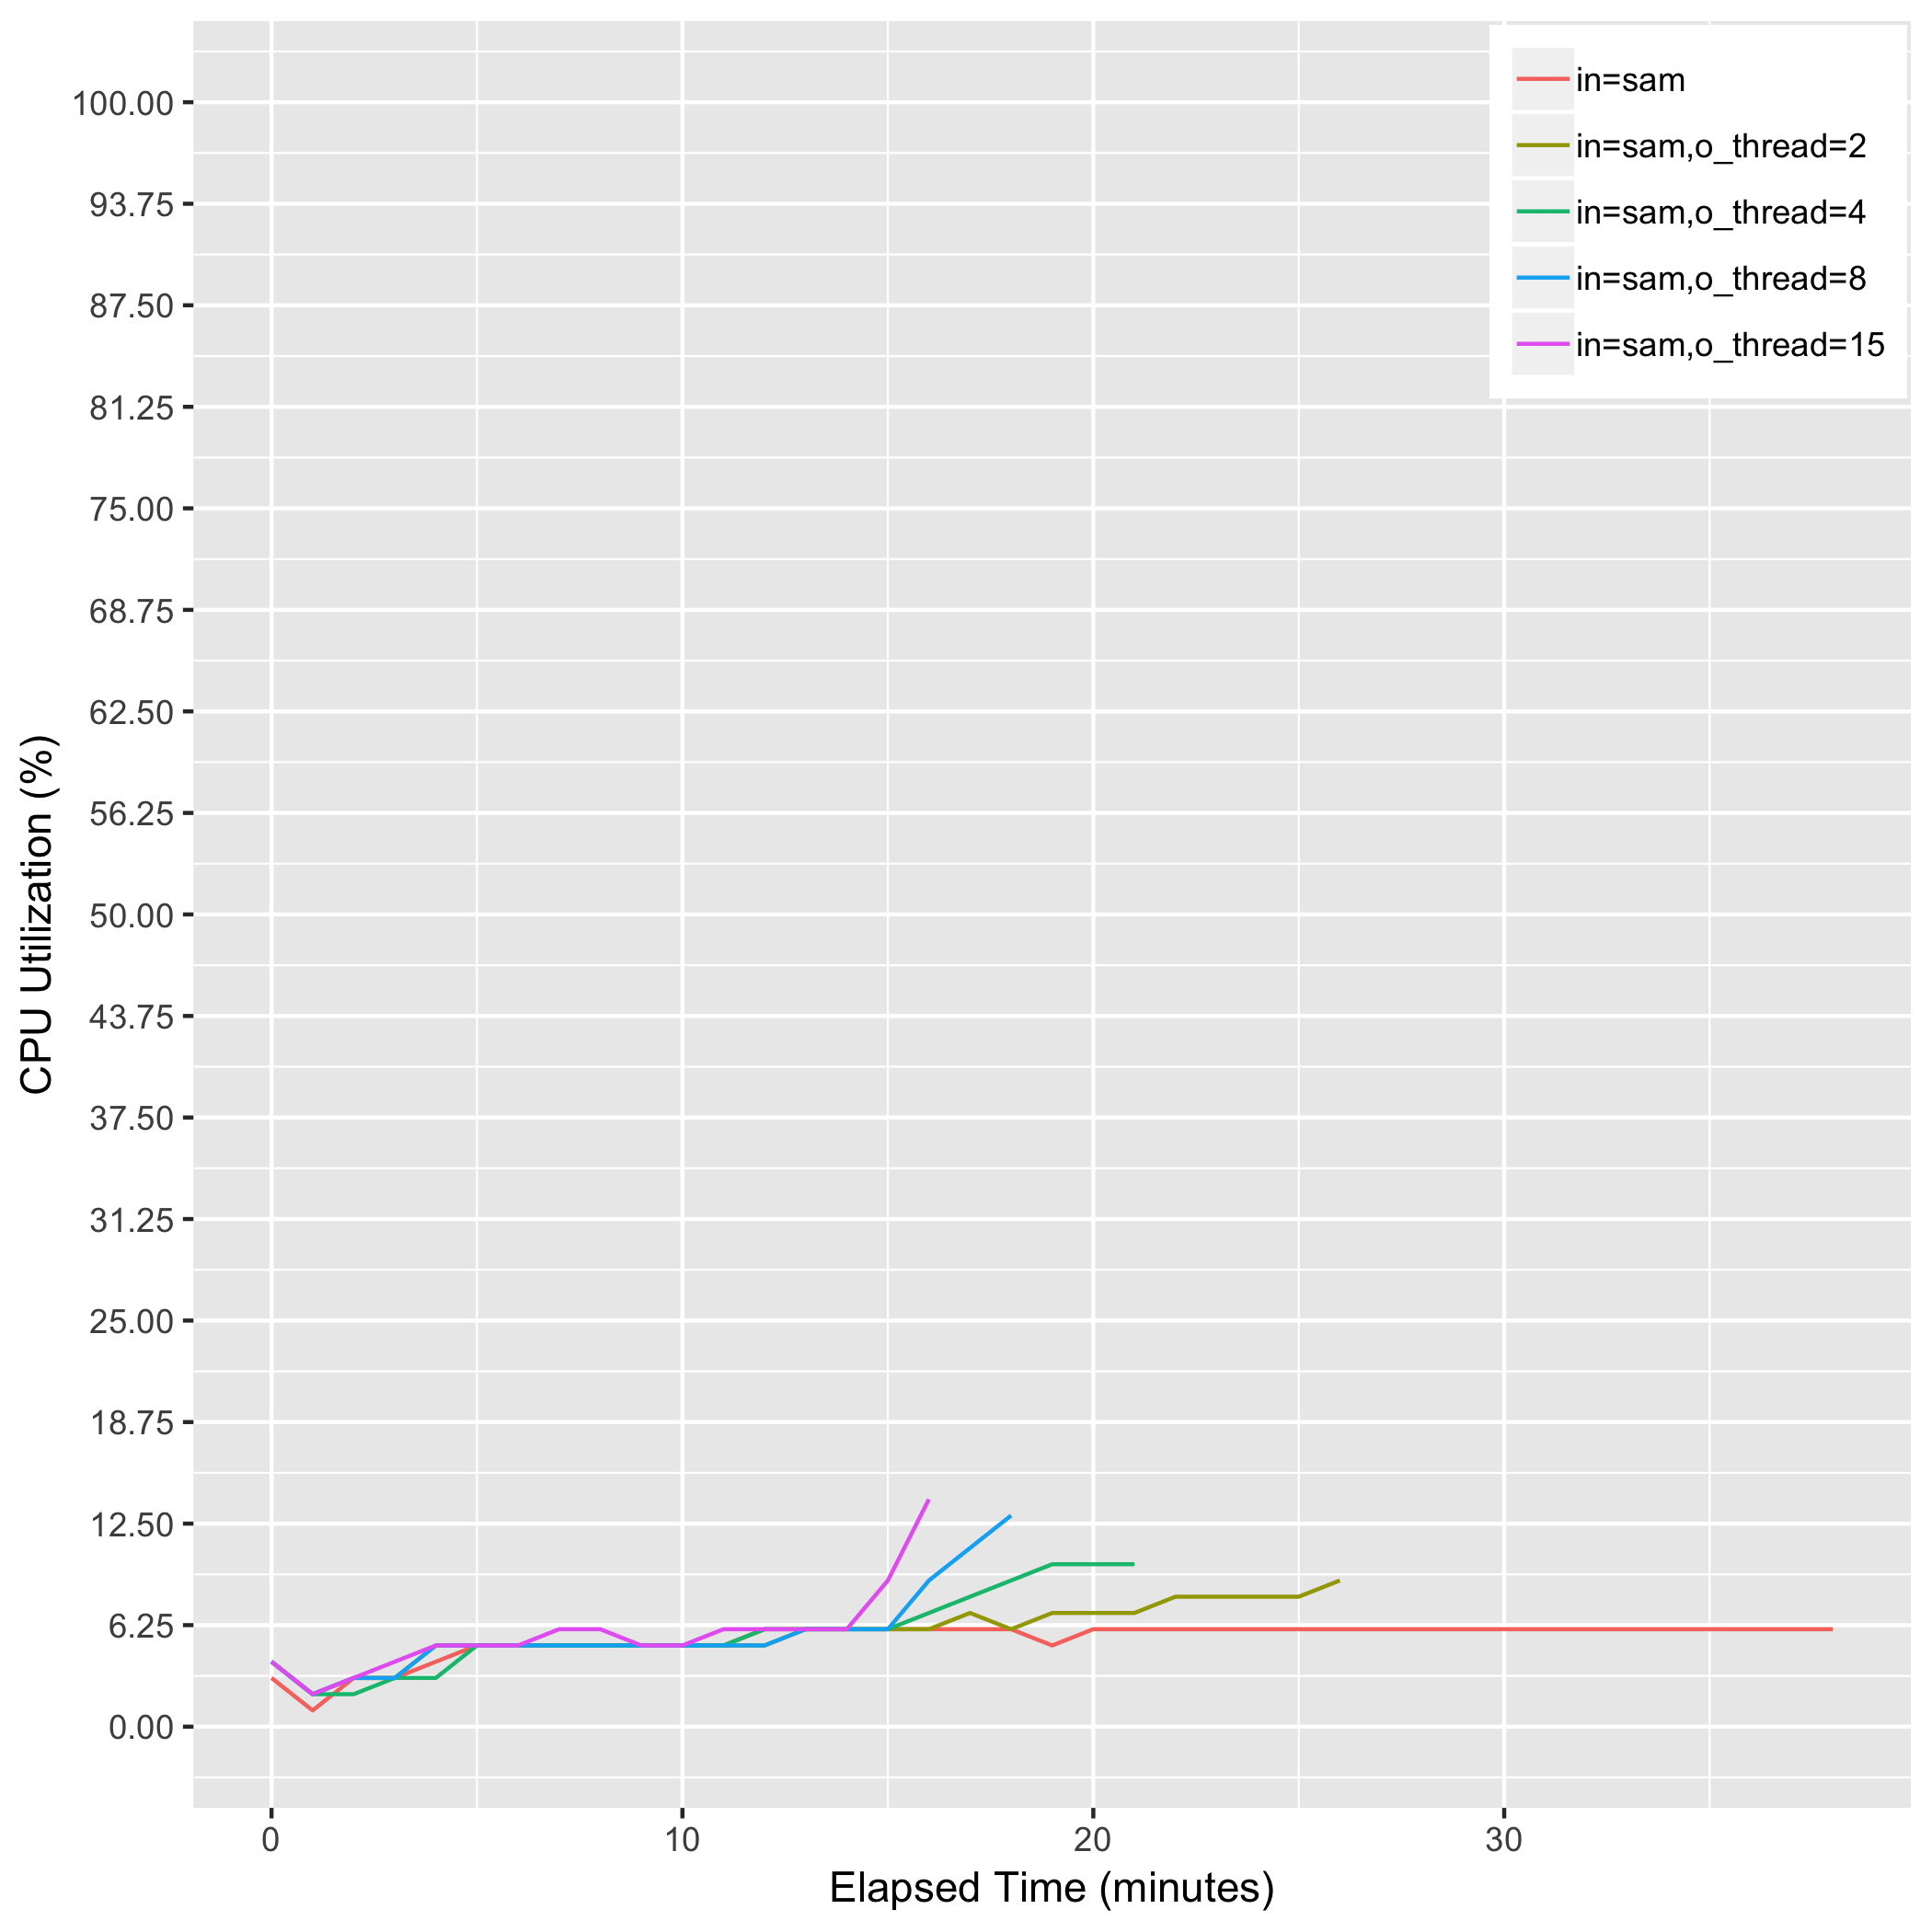 in=sam
in=sam,o_thread=2
in=sam,o_thread=4
in=sam,o_thread=8
in=sam,o_thread=15
CPU Utilization (%)
100.00
93.75
87.50
81.25
75.00
68.75
62.50
56.25
50.00
43.75
37.50
31.25
25.00
18.75
12.50
6.25
0.00
0 10 20 30
Elapsed Time (minutes)